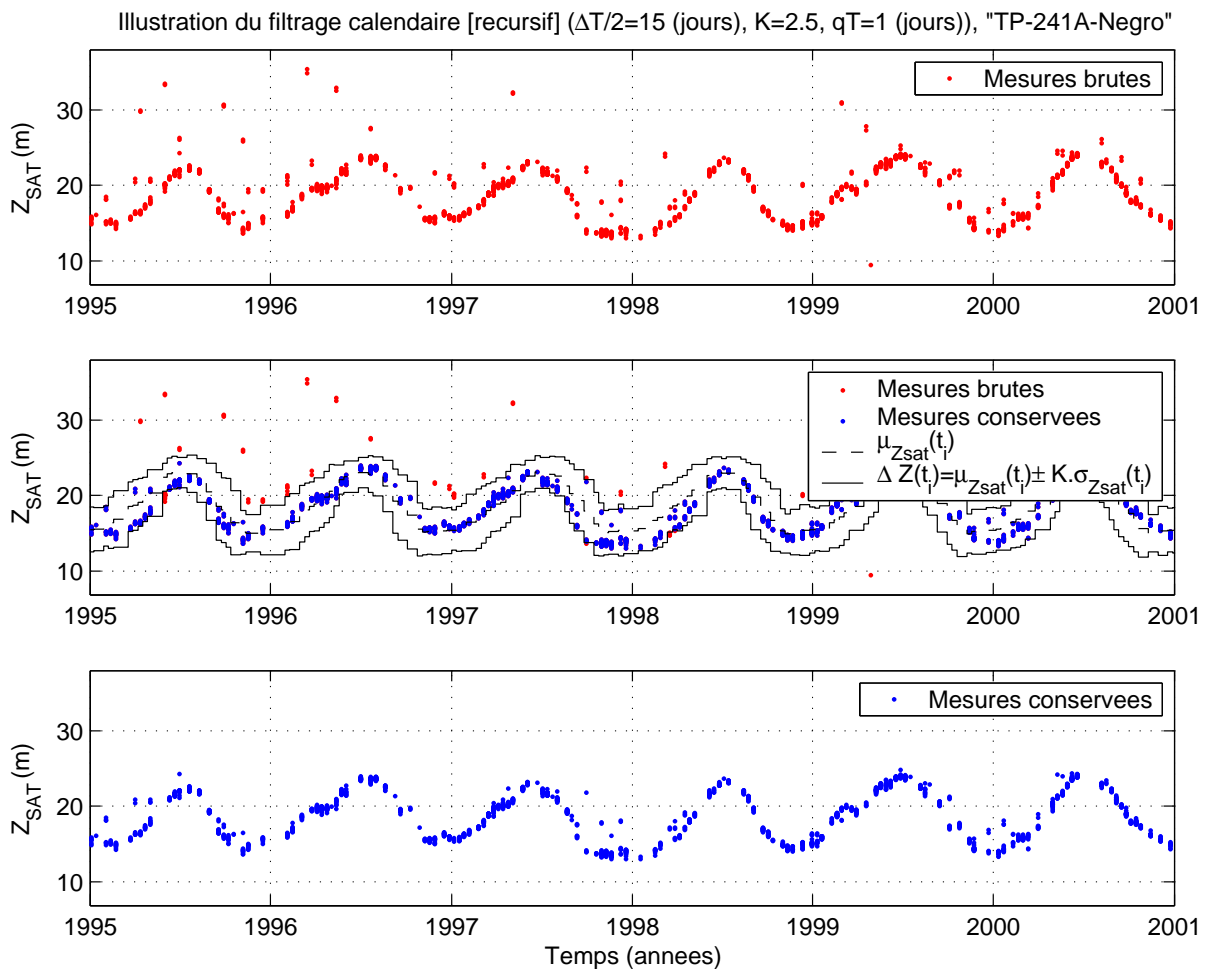 Illustration du filtrage calendaire [recursif] (ΔT/2=15 (jours), K=2.5, qT=1 (jours)), "TP-241A-Negro"
Mesures brutes
Z_SAT (m)
30
20
10
1995 1996 1997 1998 1999 2000 2001
Mesures brutes
Mesures conservees
μ_Zsat(t_i)
Δ Z(t_i)=μ_Zsat(t_i)± K.σ_Zsat(t_i)
Z_SAT (m)
30
20
10
1995 1996 1997 1998 1999 2000 2001
Mesures conservees
Z_SAT (m)
30
20
10
1995 1996 1997 1998 1999 2000 2001
Temps (annees)